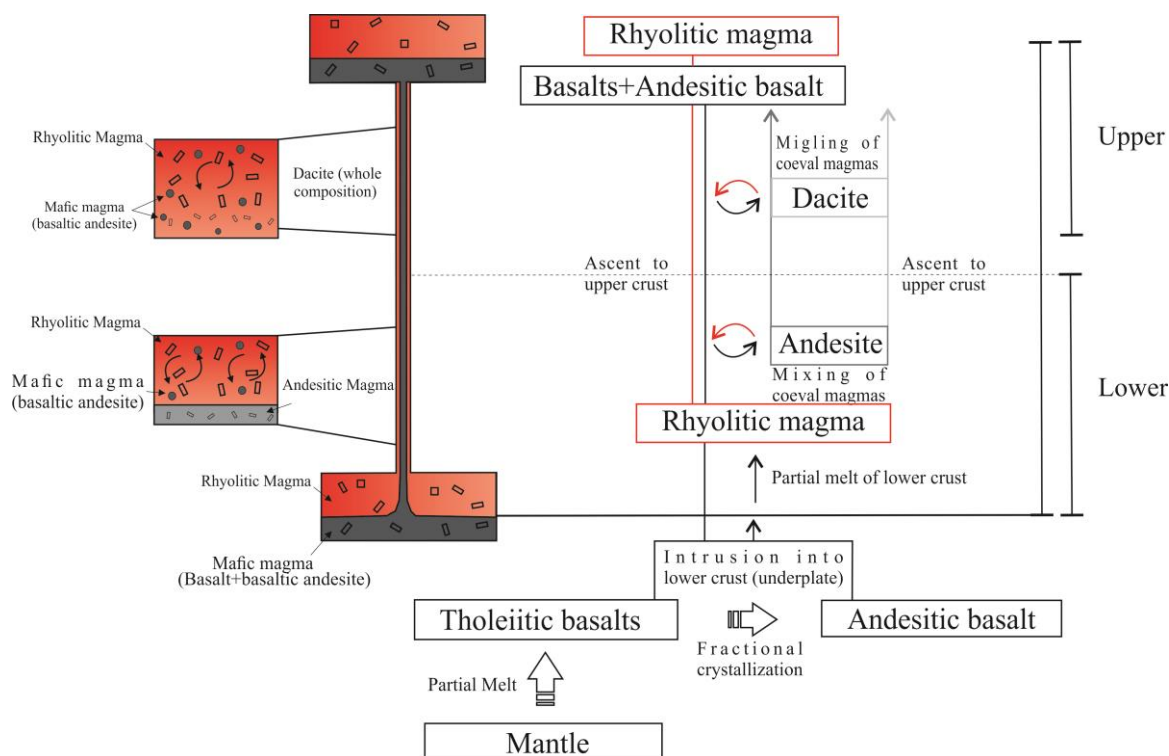 Rhyolitic magma
Basalts+Andesitic basalt
Rhyolitic Magma
Mafic magma
(basaltic andesite)
Dacite (whole
composition)
Migling of
coeval magmas
Dacite
Upper
Ascent to
upper crust
Ascent to
upper crust
Rhyolitic Magma
Mafic magma
(basaltic andesite)
Andesitic Magma
Andesite
Mixing of
coeval magmas
Lower
Rhyolitic magma
Partial melt of lower crust
Rhyolitic Magma
Mafic magma
(Basalt+basaltic andesite)
Intrusion into
lower crust (underplate)
Tholeiitic basalts
Andesitic basalt
Fractional
crystallization
Partial Melt
Mantle